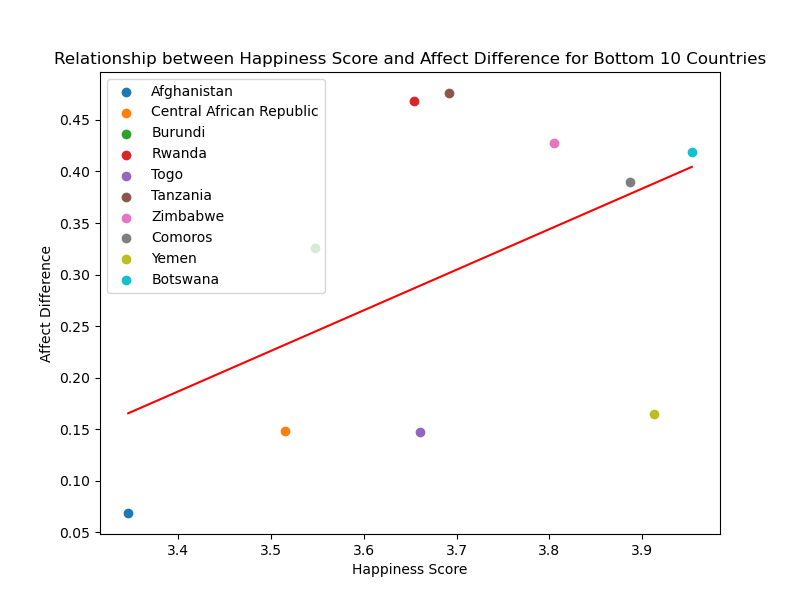 Relationship between Happiness Score and Affect Difference for Bottom 10 Countries
Afghanistan
Central African Republic
Burundi
Rwanda
Togo
Tanzania
Zimbabwe
Comoros
Yemen
Botswana
0.45
0.40
0.35
0.30
0.25
0.20
0.15
0.10
0.05
Affect Difference
3.4 3.5 3.6 3.7 3.8 3.9
Happiness Score